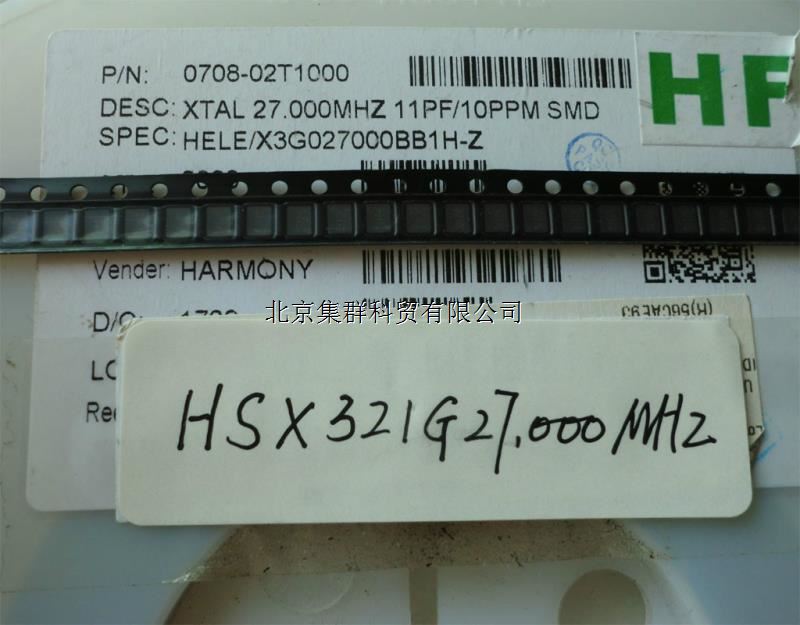 P/N: 0708-02T1000
HF
DESC: XTAL 27.000MHZ 11PF/10PPM SMD
SPEC: HELE/X3G027000BB1H-Z
Vender: HARMONY
北京集群科贸有限公司
D/C:
(H)56CAE93
HSX321G27.000MHz